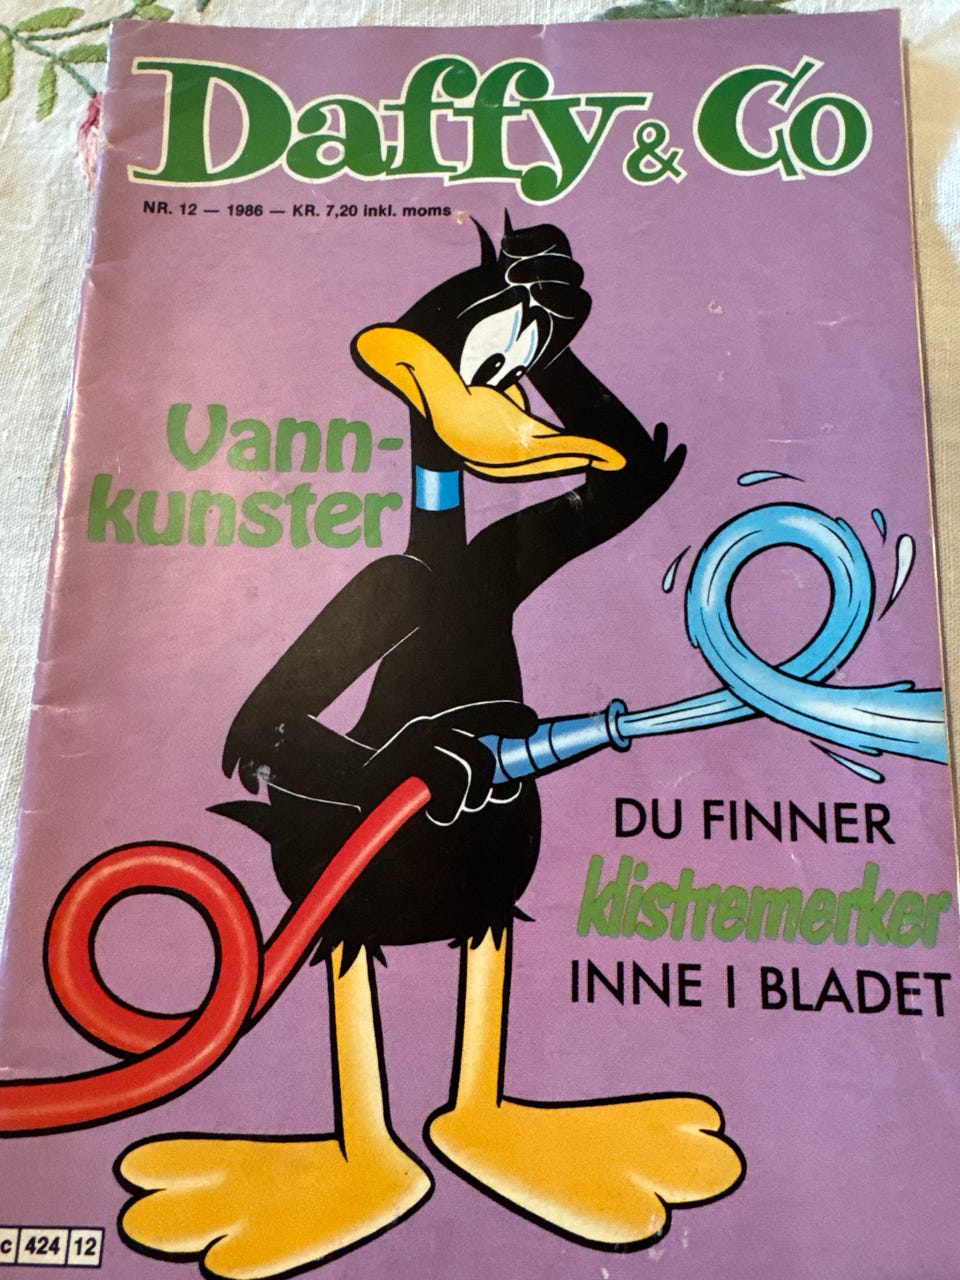 Daffy & Co
NR. 12 — 1986 — KR. 7,20 inkl. moms
Vann-
kunster
DU FINNER
klistremerker
INNE I BLADET
c 424 12